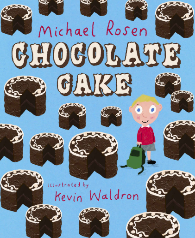 Michael Rosen
CHOCOLATE
CAKE
illustrated by
Kevin Waldron